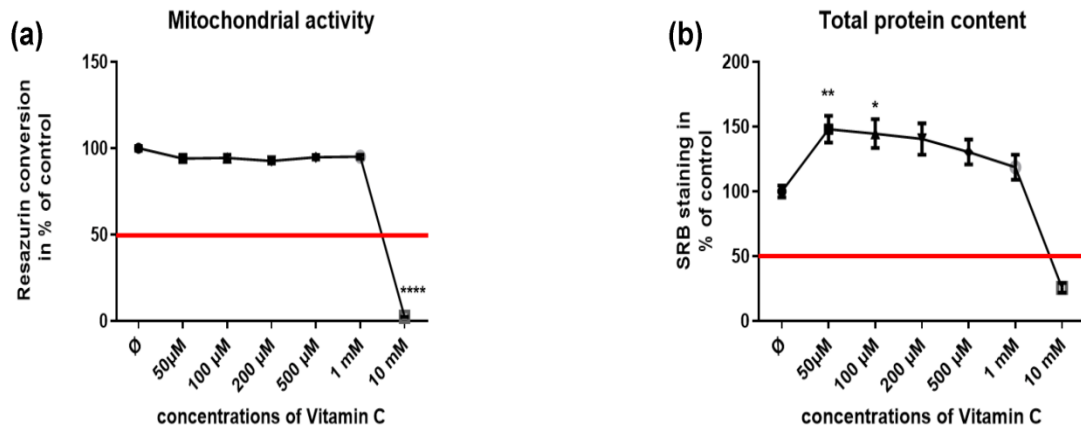 (a)
Mitochondrial activity
Resazurin conversion
in % of control
150
100
50
0
****
Ø
50µM
100 µM
200 µM
500 µM
1 mM
10 mM
concentrations of Vitamin C
(b)
Total protein content
SRB staining in
% of control
200
150
100
50
0
**
*
Ø
50µM
100 µM
200 µM
500 µM
1 mM
10 mM
concentrations of Vitamin C